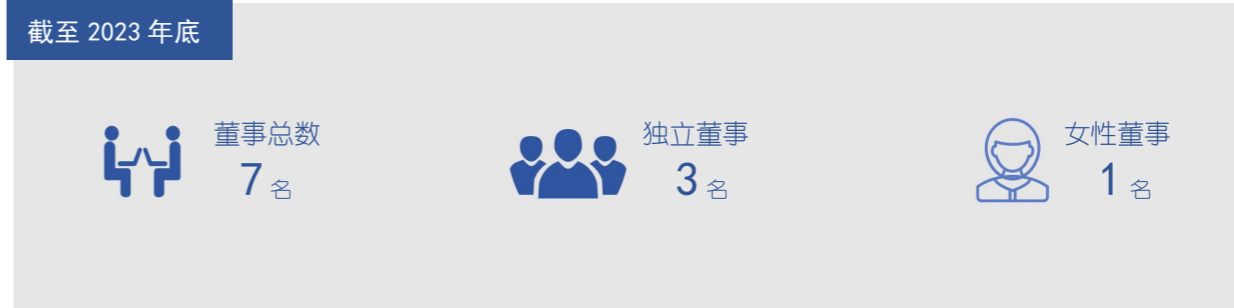 截至 2023 年底
董事总数
7 名
独立董事
3 名
女性董事
1 名